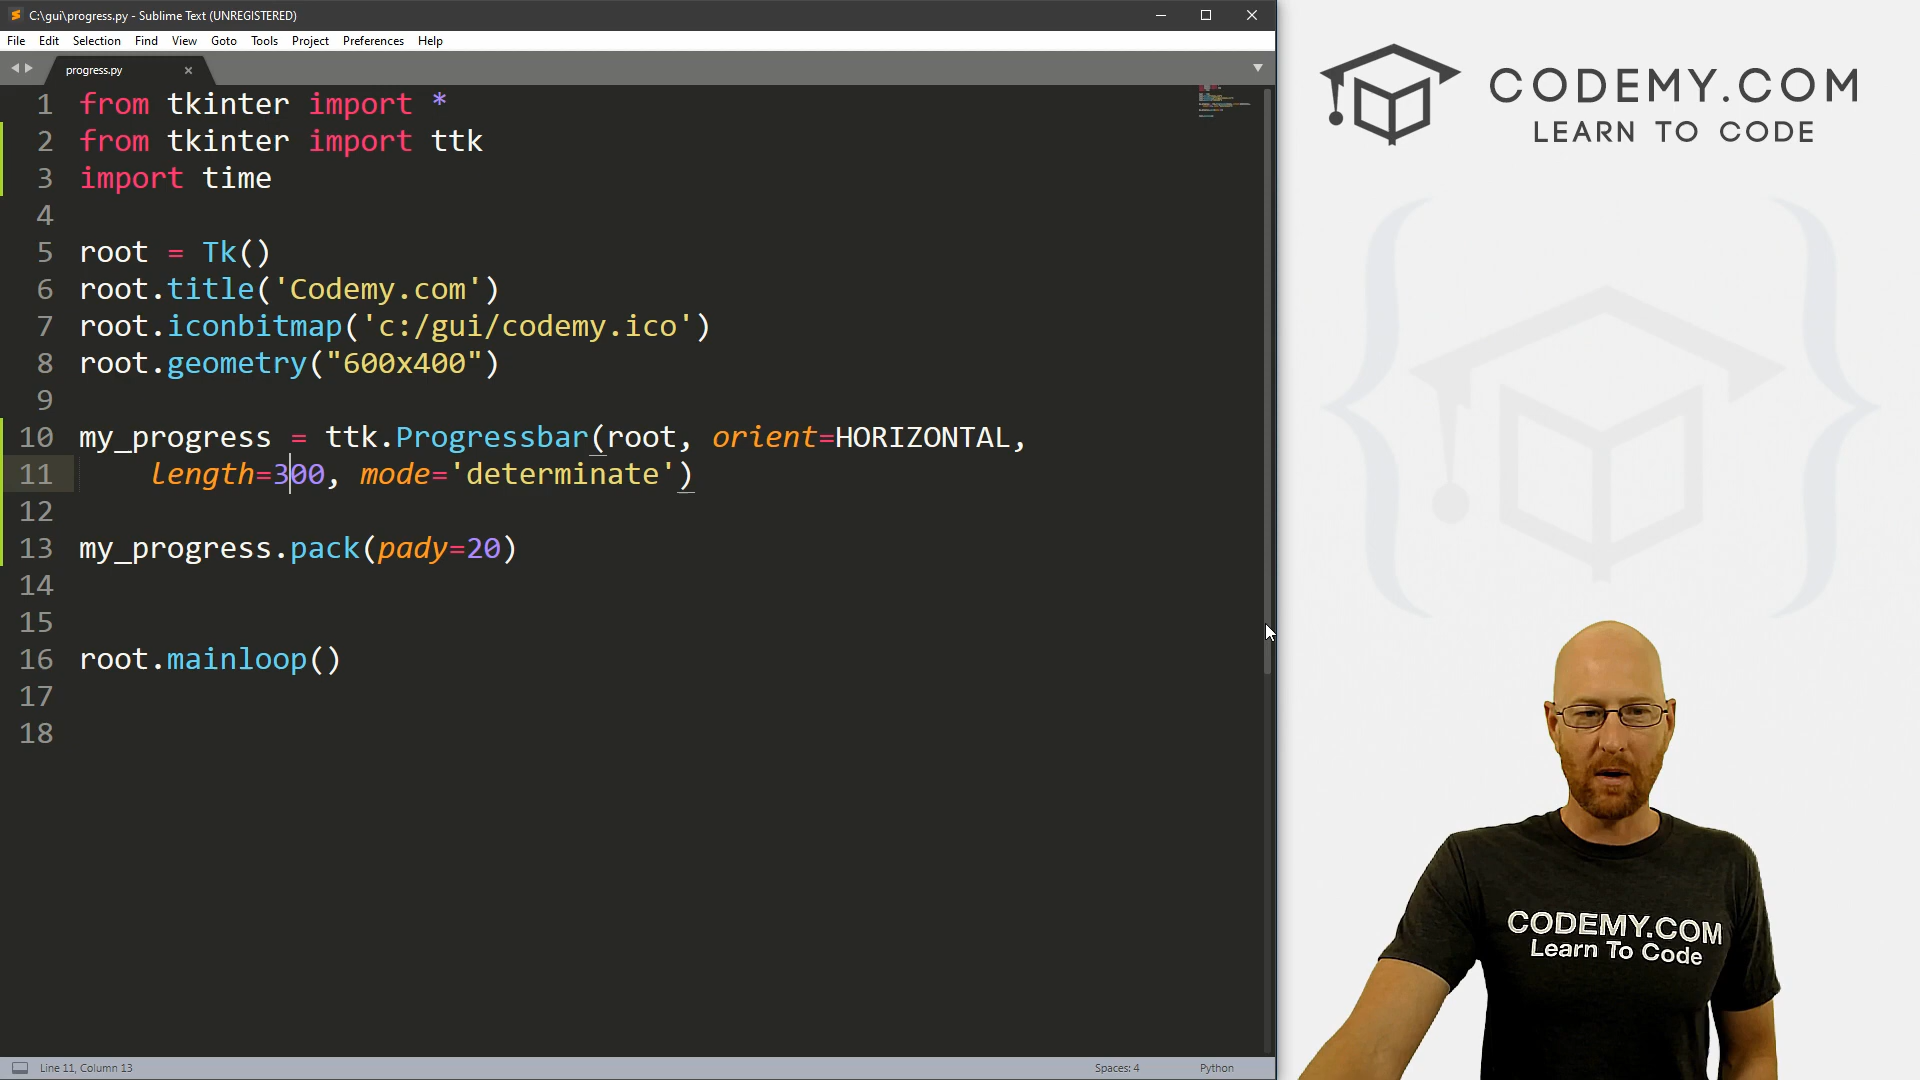 C:\gui\progress.py - Sublime Text (UNREGISTERED)
File Edit Selection Find View Goto Tools Project Preferences Help
progress.py
1 from tkinter import *
2 from tkinter import ttk
3 import time
4
5 root = Tk()
6 root.title('Codemy.com')
7 root.iconbitmap('c:/gui/codemy.ico')
8 root.geometry("600x400")
9
10 my_progress = ttk.Progressbar(root, orient=HORIZONTAL,
11 length=300, mode='determinate')
12
13 my_progress.pack(pady=20)
14
15
16 root.mainloop()
17
18
Line 11, Column 13
Spaces: 4
Python
CODEMY.COM
LEARN TO CODE
CODEMY.COM
Learn To Code